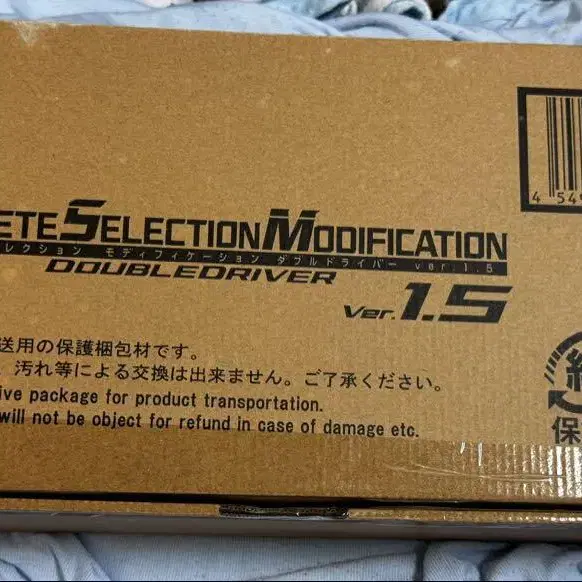 ETE SELECTION MODIFICATION
レクション モディフィケーション ダブルドライバー ver.1.5
DOUBLEDRIVER
Ver.1.5
4 54
送用の保護梱包材です。
、汚れ等による交換は出来ません。ご了承ください。
ive package for product transportation.
will not be object for refund in case of damage etc.
保